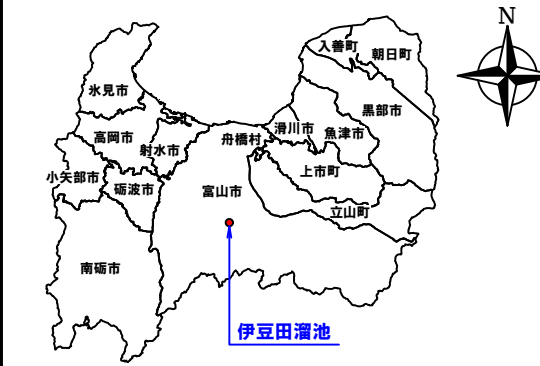 N
入善町
朝日町
氷見市
黒部市
高岡市
射水市
舟橋村
滑川市
魚津市
小矢部市
砺波市
上市町
富山市
立山町
南砺市
伊豆田溜池